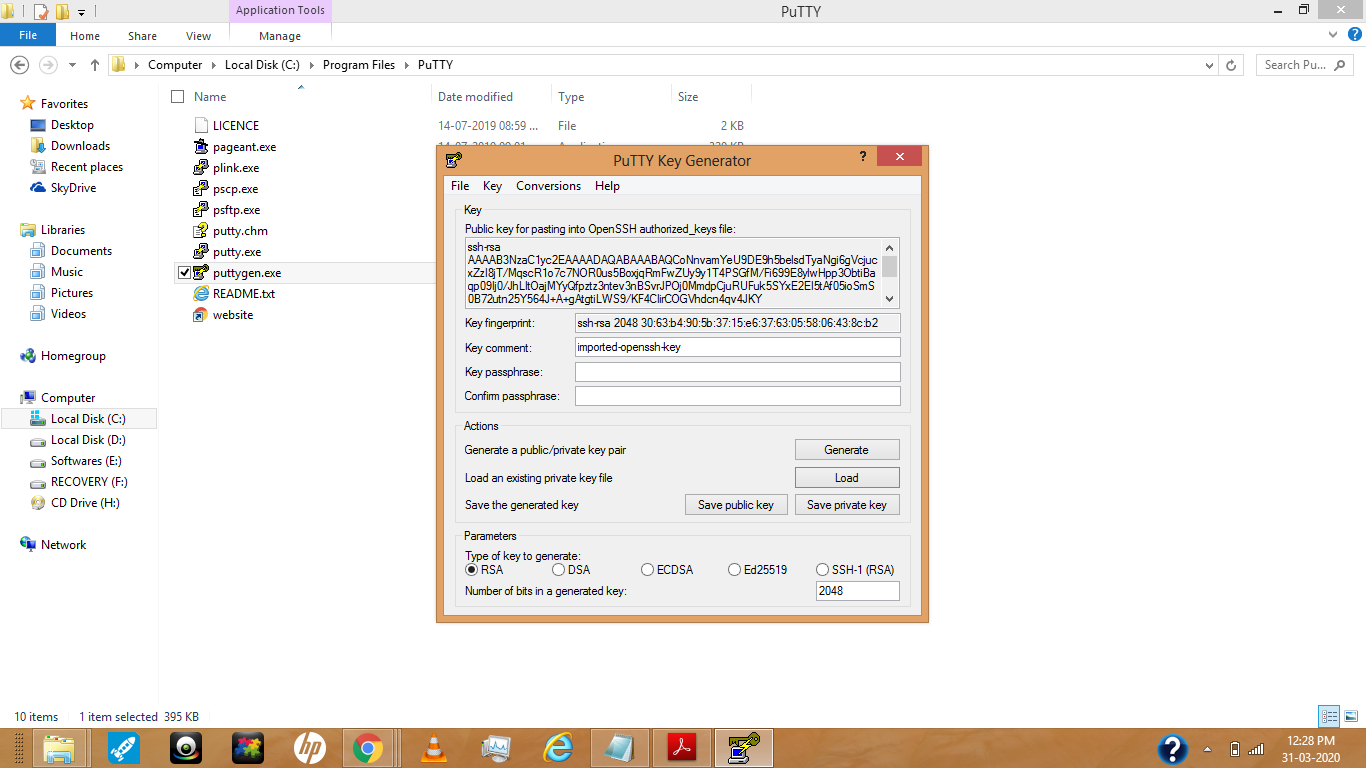 Application Tools
PuTTY
File Home Share View Manage
Computer Local Disk (C:) Program Files PuTTY
Search Pu...
Name Date modified Type Size
Favorites
Desktop
Downloads
Recent places
SkyDrive
Libraries
Documents
Music
Pictures
Videos
Homegroup
Computer
Local Disk (C:)
Local Disk (D:)
Softwares (E:)
RECOVERY (F:)
CD Drive (H:)
Network
LICENCE 14-07-2019 08:59 ... File 2 KB
pageant.exe
plink.exe
pscp.exe
psftp.exe
putty.chm
putty.exe
puttygen.exe
README.txt
website
PuTTY Key Generator
File Key Conversions Help
Key
Public key for pasting into OpenSSH authorized_keys file:
ssh-rsa
Key fingerprint: ssh-rsa 2048 30:63:b4:90:5b:37:15:e6:37:63:05:58:06:43:8c:b2
Key comment: imported-openssh-key
Key passphrase:
Confirm passphrase:
Actions
Generate a public/private key pair Generate
Load an existing private key file Load
Save the generated key Save public key Save private key
Parameters
Type of key to generate:
RSA DSA ECDSA Ed25519 SSH-1 (RSA)
Number of bits in a generated key: 2048
10 items 1 item selected 395 KB
hp
12:28 PM
31-03-2020